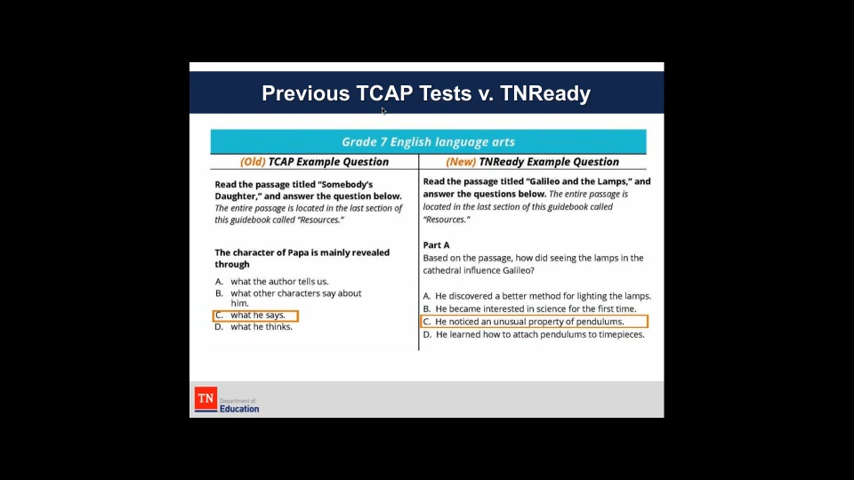 Previous TCAP Tests v. TNReady
Grade 7 English language arts
(Old) TCAP Example Question
Read the passage titled "Somebody's
Daughter," and answer the question below.
The entire passage is located in the last section of
this guidebook called "Resources."
The character of Papa is mainly revealed
through
A. what the author tells us.
B. what other characters say about
him.
C. what he says.
D. what he thinks.
(New) TNReady Example Question
Read the passage titled "Galileo and the Lamps," and
answer the questions below. The entire passage is
located in the last section of this guidebook called
"Resources."
Part A
Based on the passage, how did seeing the lamps in the
cathedral influence Galileo?
A. He discovered a better method for lighting the lamps.
B. He became interested in science for the first time.
C. He noticed an unusual property of pendulums.
D. He learned how to attach pendulums to timepieces.
TN
Department of
Education